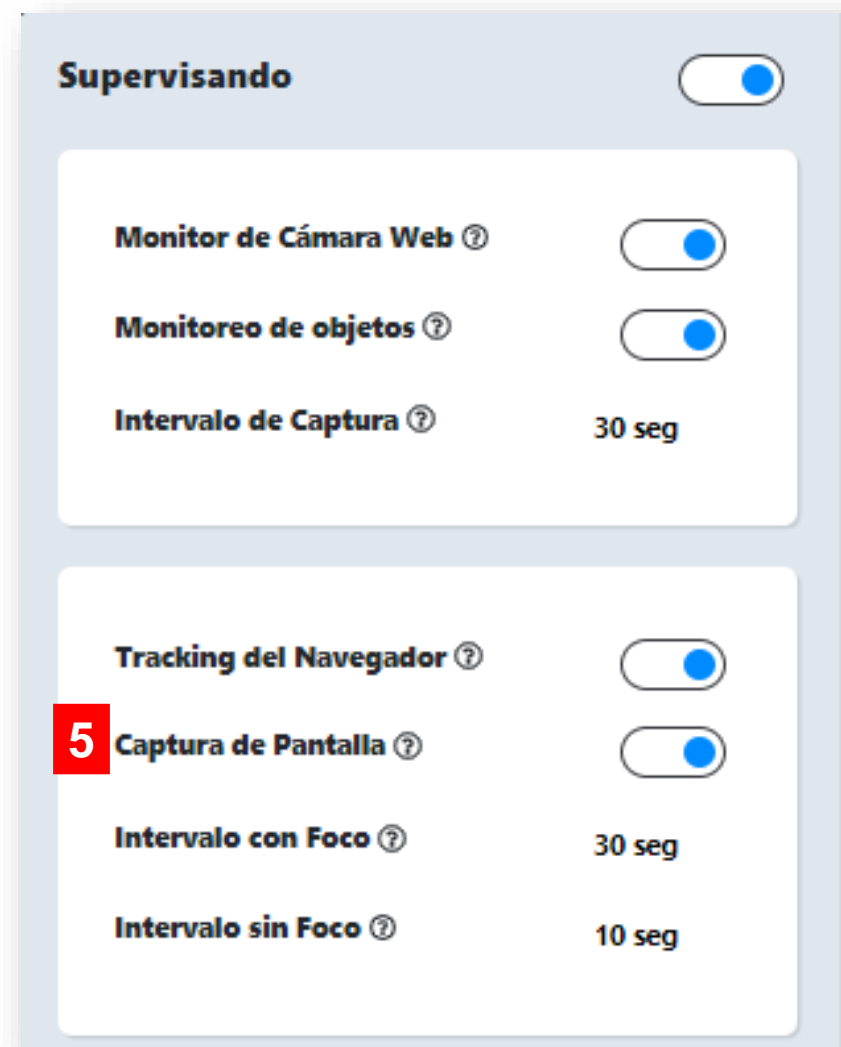 Supervisando
Monitor de Cámara Web ?
Monitoreo de objetos ?
Intervalo de Captura ? 30 seg
Tracking del Navegador ?
5 Captura de Pantalla ?
Intervalo con Foco ? 30 seg
Intervalo sin Foco ? 10 seg